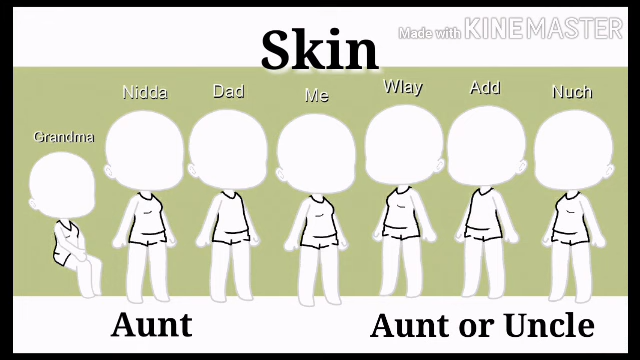 Made with KINEMASTER
Skin
Grandma
Nidda
Dad
Me
Wlay
Add
Nuch
Aunt
Aunt or Uncle